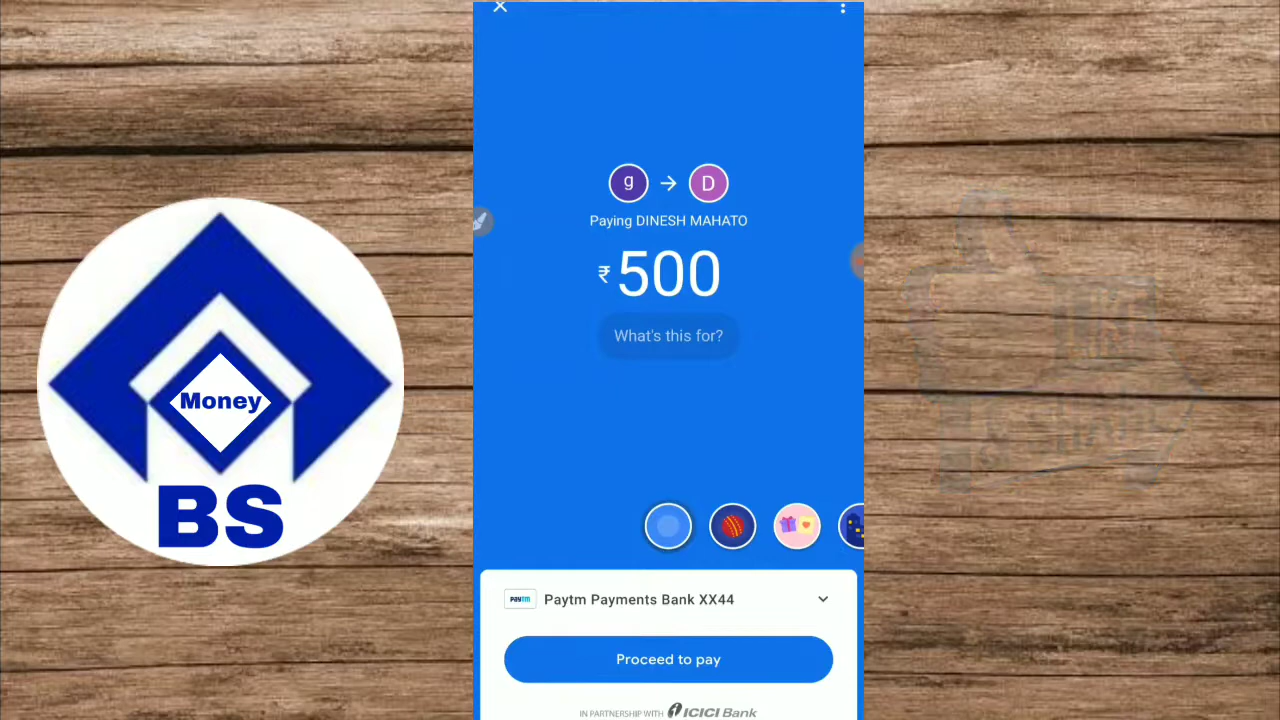 g
D
Paying DINESH MAHATO
₹500
What's this for?
Money
BS
PAYTM
Paytm Payments Bank XX44
Proceed to pay
IN PARTNERSHIP WITH ICICI Bank